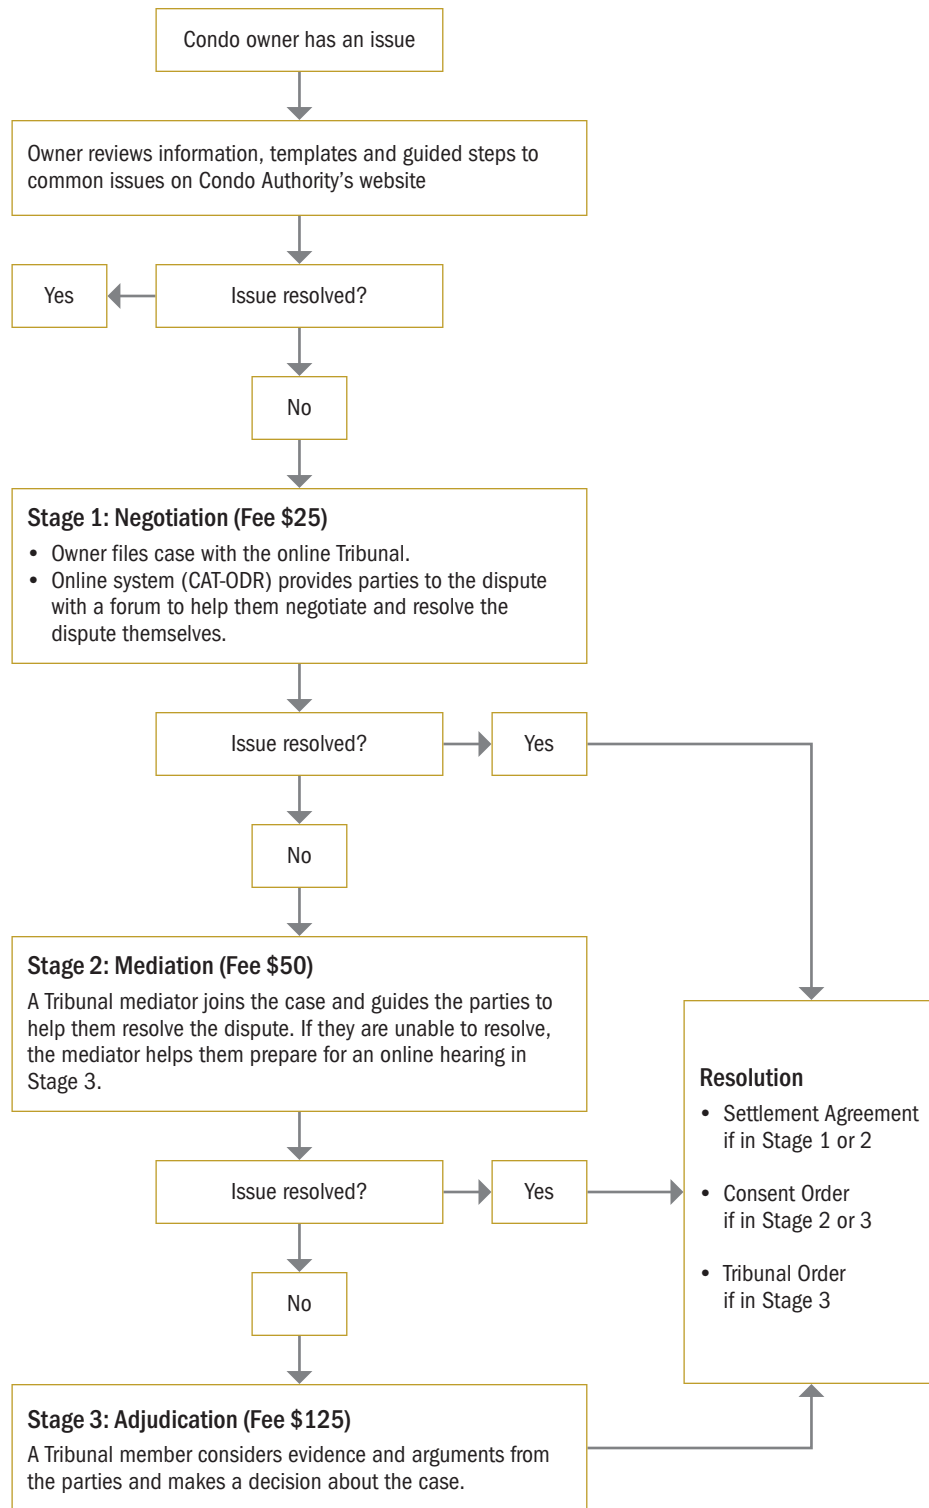 Condo owner has an issue
Owner reviews information, templates and guided steps to
common issues on Condo Authority's website
Yes
Issue resolved?
No
Stage 1: Negotiation (Fee $25)
• Owner files case with the online Tribunal.
• Online system (CAT-ODR) provides parties to the dispute
with a forum to help them negotiate and resolve the
dispute themselves.
Issue resolved?
Yes
No
Stage 2: Mediation (Fee $50)
A Tribunal mediator joins the case and guides the parties to
help them resolve the dispute. If they are unable to resolve,
the mediator helps them prepare for an online hearing in
Stage 3.
Issue resolved?
Yes
No
Stage 3: Adjudication (Fee $125)
A Tribunal member considers evidence and arguments from
the parties and makes a decision about the case.
Resolution
• Settlement Agreement
if in Stage 1 or 2
• Consent Order
if in Stage 2 or 3
• Tribunal Order
if in Stage 3